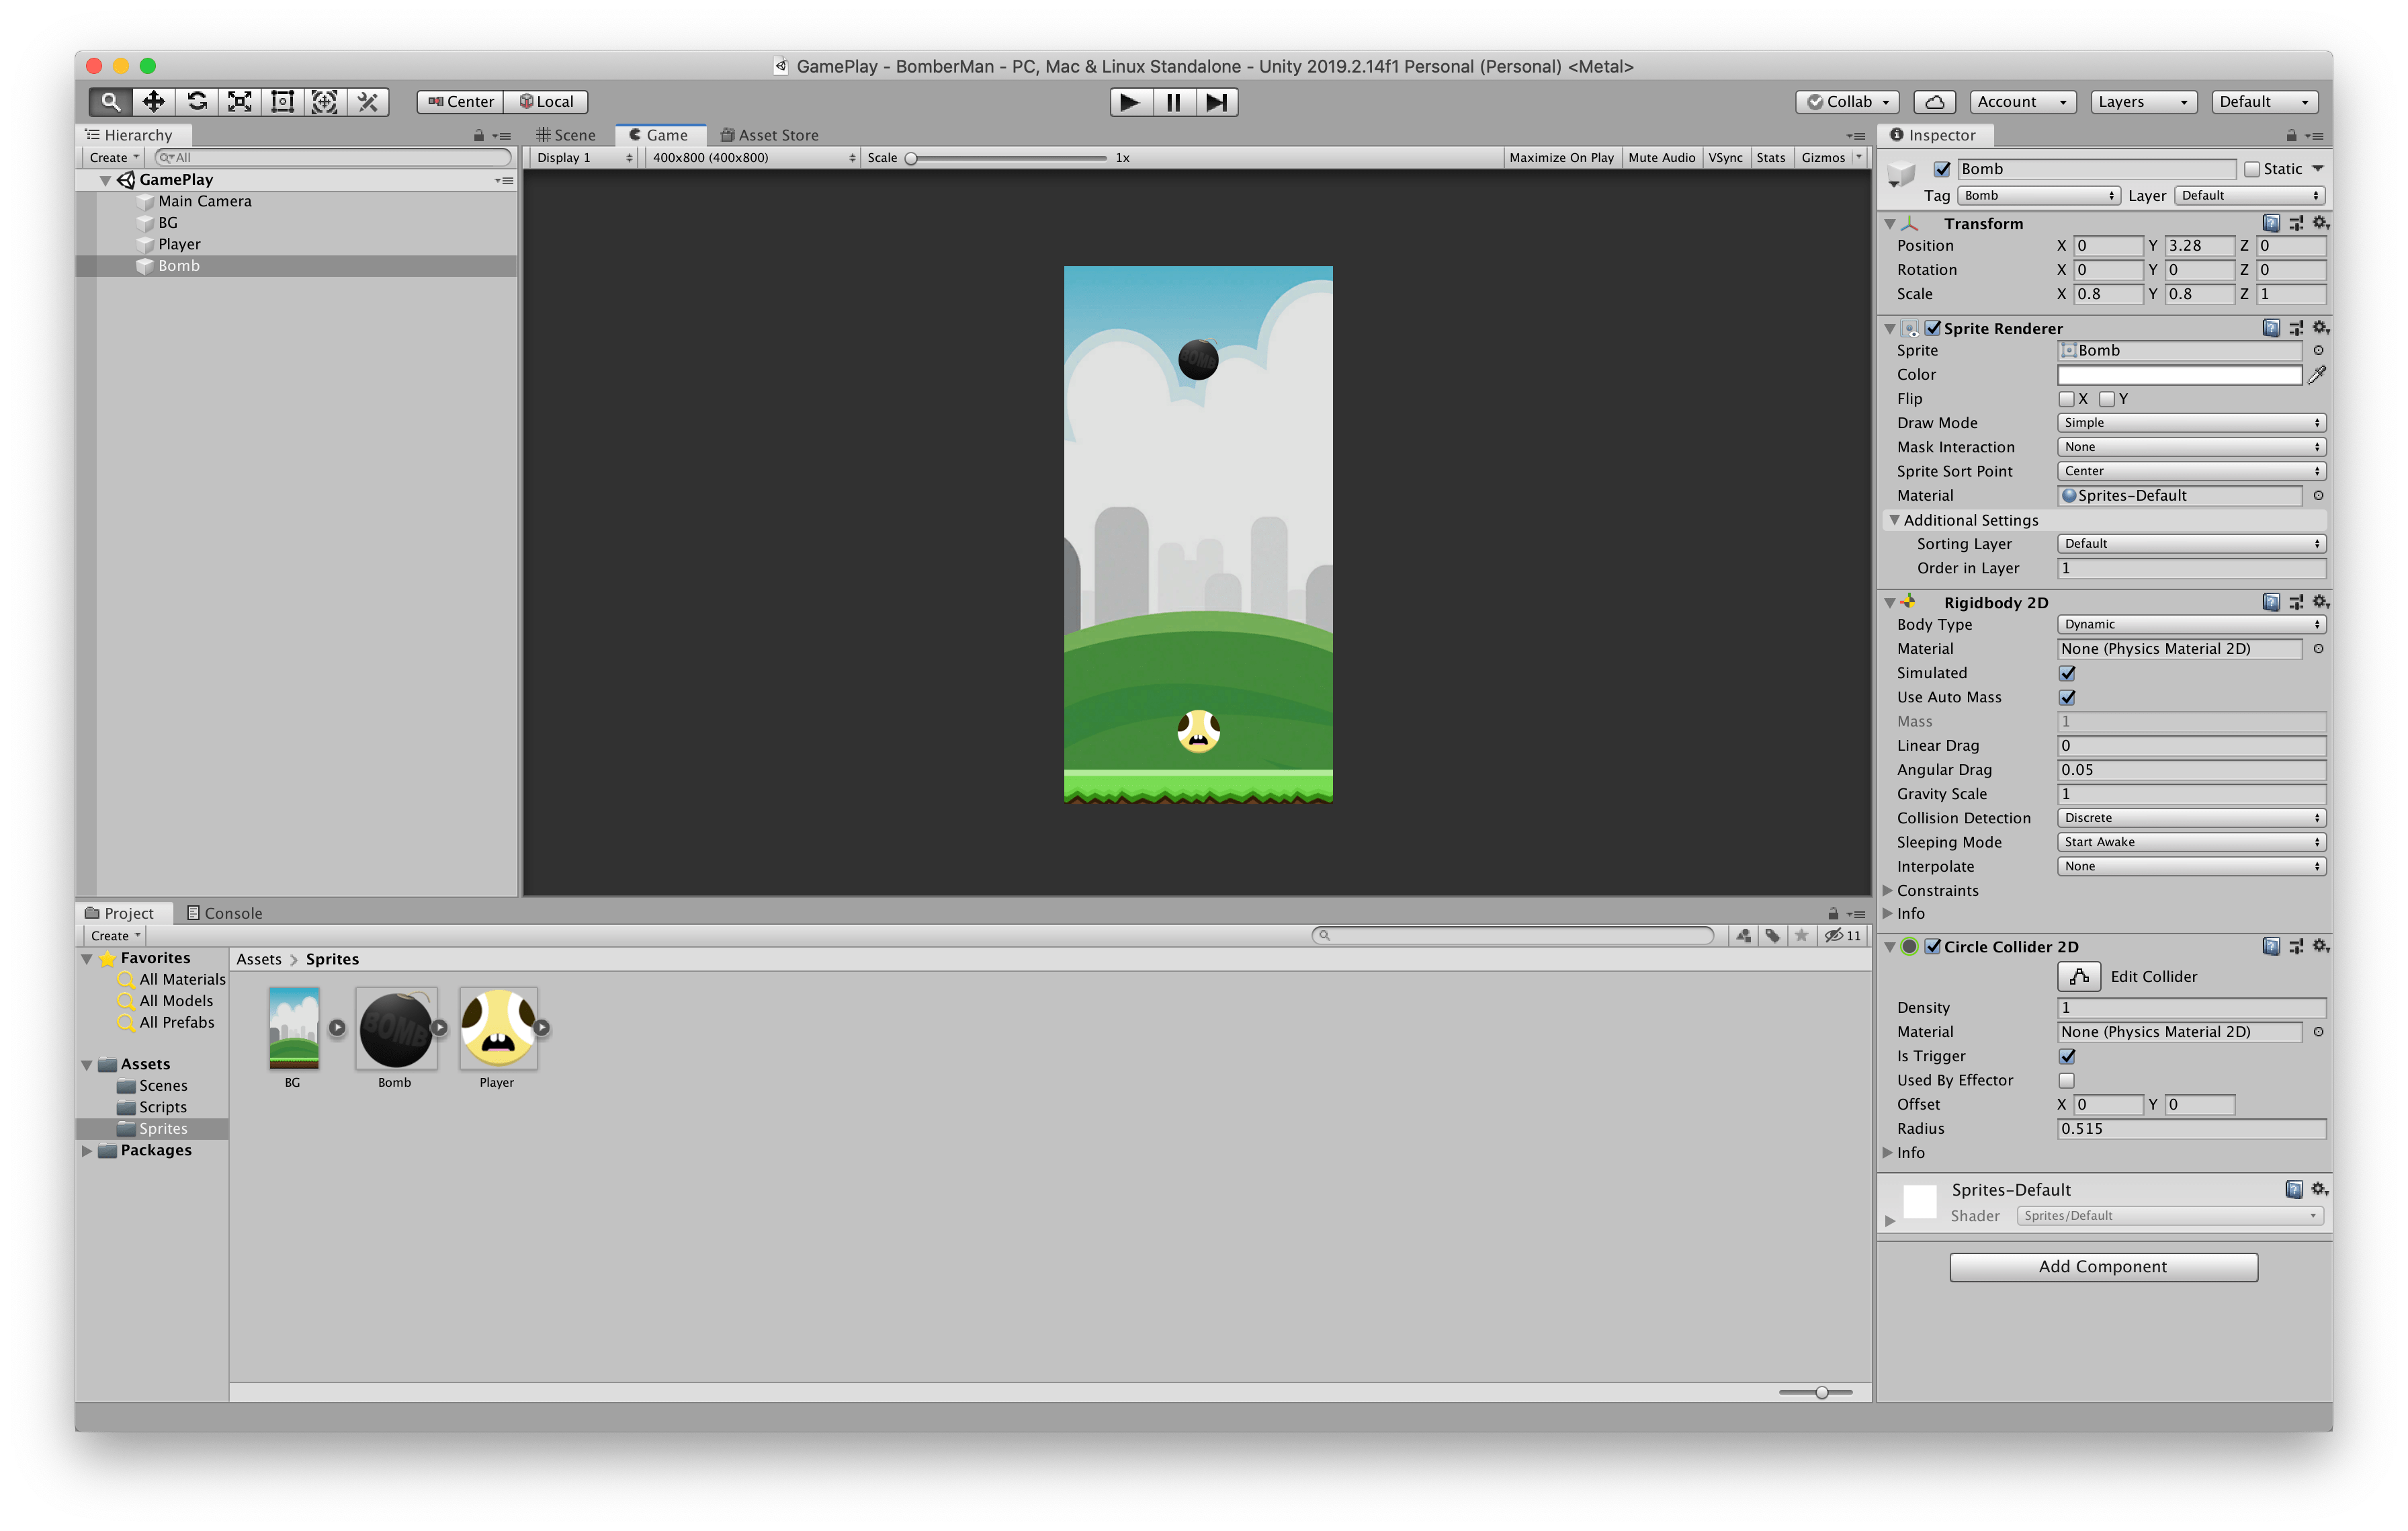 GamePlay - BomberMan - PC, Mac & Linux Standalone - Unity 2019.2.14f1 Personal (Personal) <Metal>
Center Local Collab Account Layers Default
Hierarchy
Create All
GamePlay
Main Camera
BG
Player
Bomb
Scene Game Asset Store
Display 1 400x800 (400x800) Scale 1x Maximize On Play Mute Audio VSync Stats Gizmos
BOMB
Project Console
Create 11
Favorites
All Materials
All Models
All Prefabs
Assets
Scenes
Scripts
Sprites
Packages
Assets > Sprites
BOMB
BG Bomb Player
Inspector
Bomb Static
Tag Bomb Layer Default
Transform
Position X 0 Y 3.28 Z 0
Rotation X 0 Y 0 Z 0
Scale X 0.8 Y 0.8 Z 1
Sprite Renderer
Sprite Bomb
Color
Flip X Y
Draw Mode Simple
Mask Interaction None
Sprite Sort Point Center
Material Sprites-Default
Additional Settings
Sorting Layer Default
Order in Layer 1
Rigidbody 2D
Body Type Dynamic
Material None (Physics Material 2D)
Simulated
Use Auto Mass
Mass 1
Linear Drag 0
Angular Drag 0.05
Gravity Scale 1
Collision Detection Discrete
Sleeping Mode Start Awake
Interpolate None
Constraints
Info
Circle Collider 2D
Edit Collider
Density 1
Material None (Physics Material 2D)
Is Trigger
Used By Effector
Offset X 0 Y 0
Radius 0.515
Info
Sprites-Default
Shader Sprites/Default
Add Component